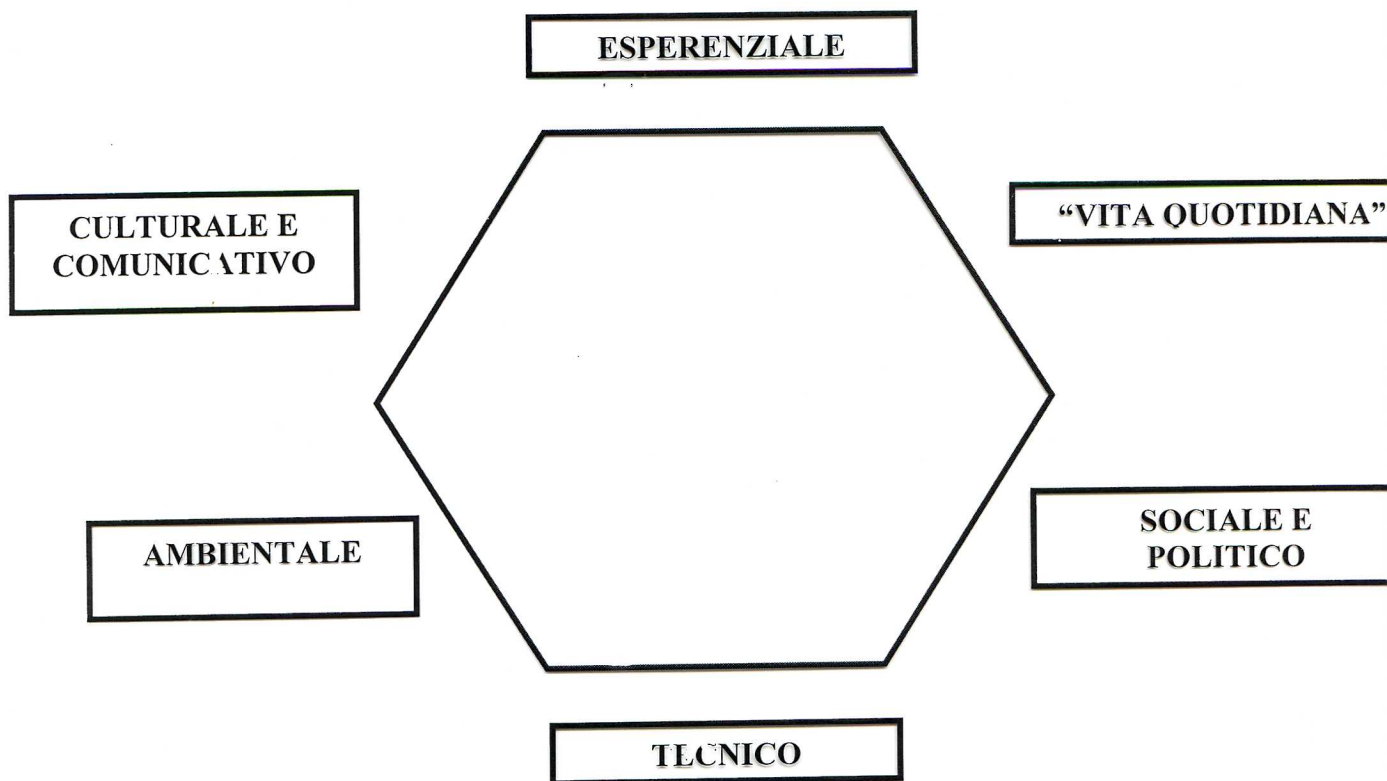 ESPERENZIALE
CULTURALE E
COMUNICATIVO
“VITA QUOTIDIANA”
AMBIENTALE
SOCIALE E
POLITICO
TECNICO